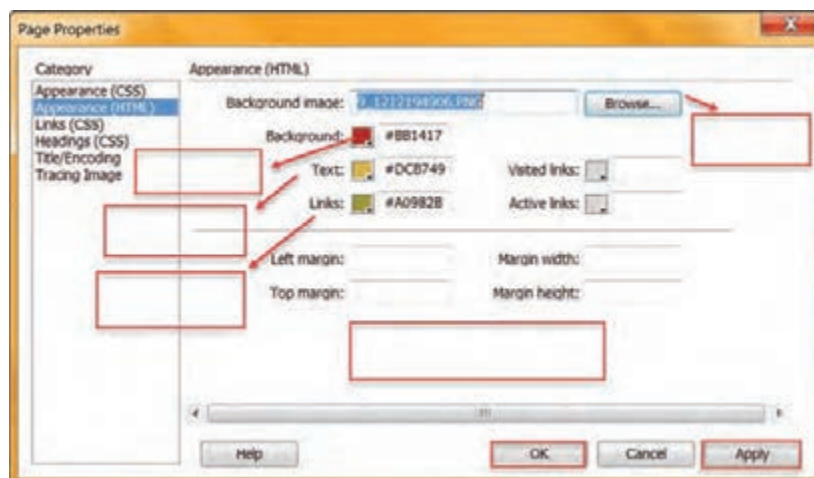 Page Properties
Category
Appearance (CSS)
Appearance (HTML)
Links (CSS)
Headings (CSS)
Title/Encoding
Tracing Image
Appearance (HTML)
Background image: 9_1212194906.PNG Browse...
Background: #BB1417
Text: #DCB749 Visited links:
Links: #A0982B Active links:
Left margin: Margin width:
Top margin: Margin height:
Help OK Cancel Apply